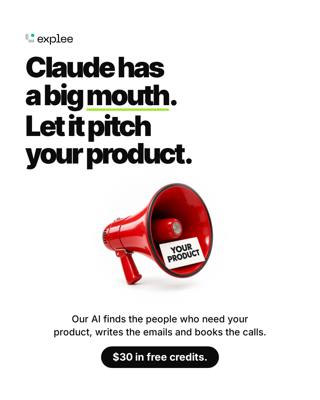 explee
Claude has
a big mouth.
Let it pitch
your product.
YOUR
PRODUCT
Our AI finds the people who need your
product, writes the emails and books the calls.
$30 in free credits.